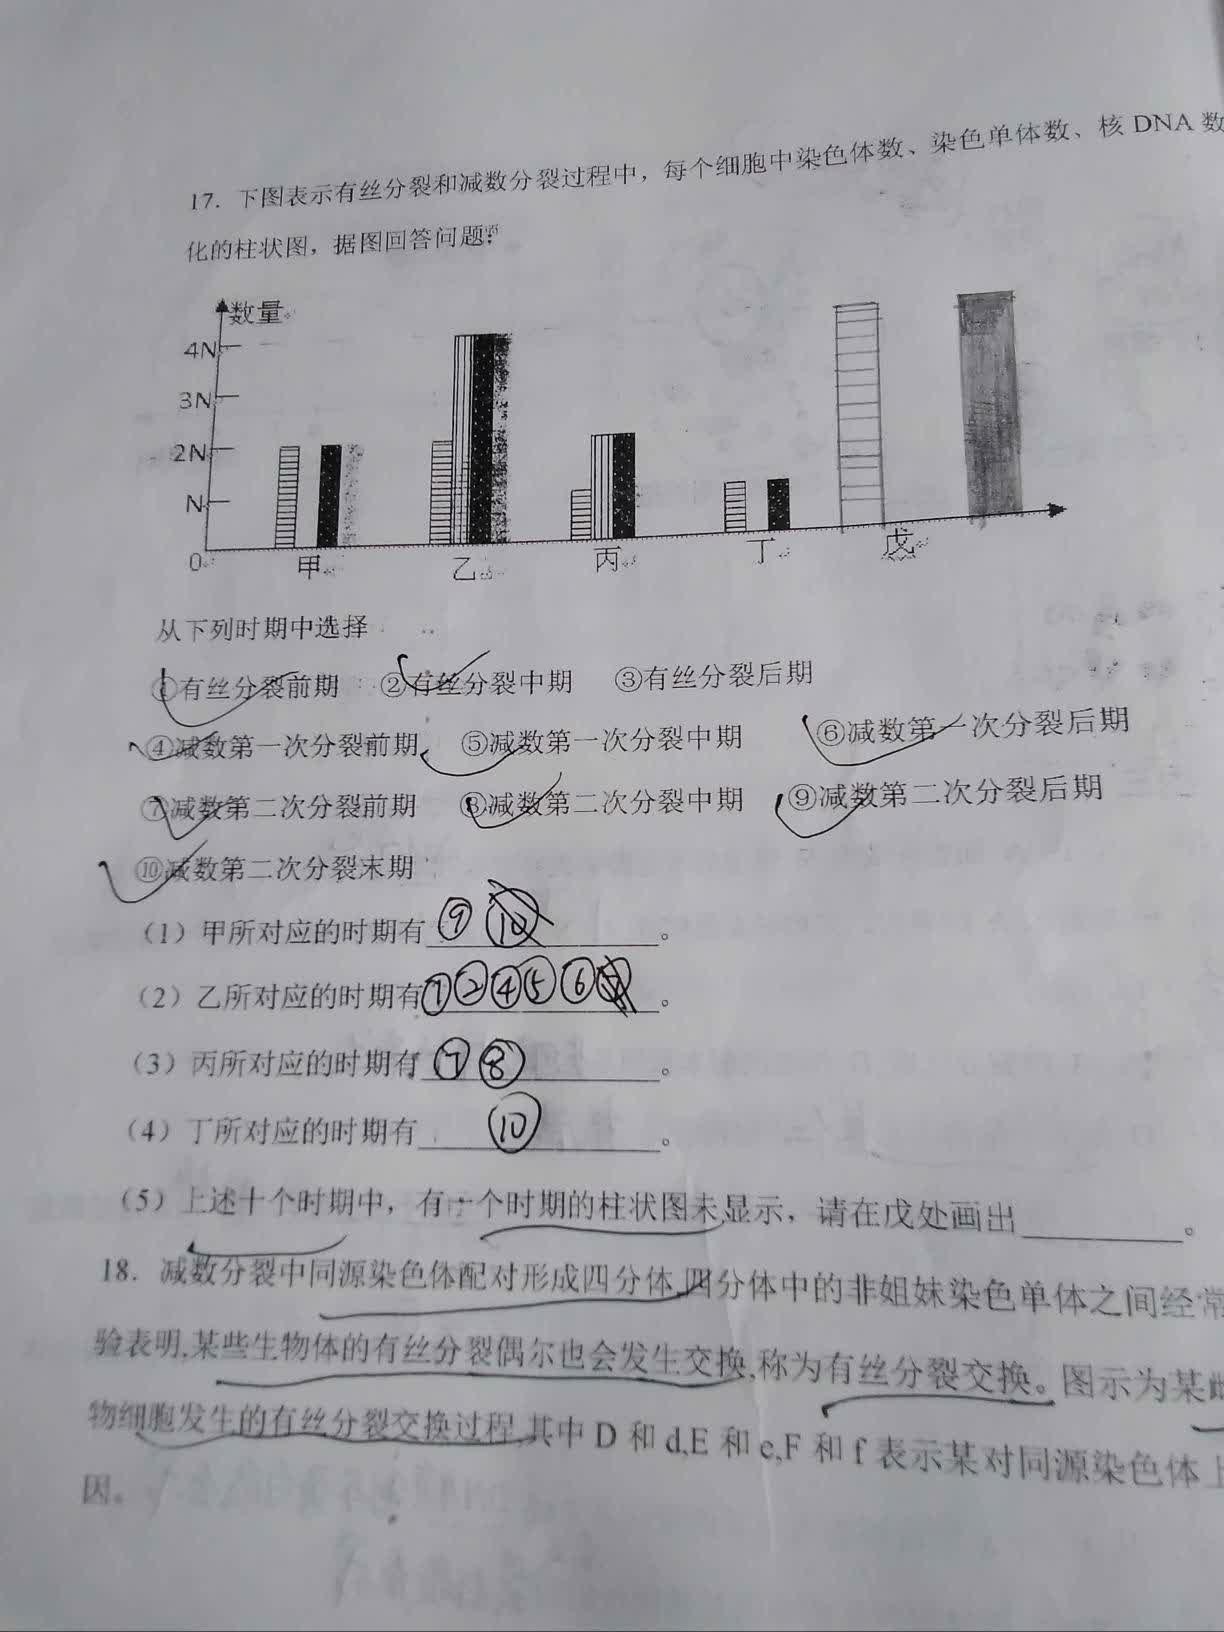 17. 下图表示有丝分裂和减数分裂过程中，每个细胞中染色体数、染色单体数、核 DNA 数
化的柱状图，据图回答问题：
数量
4N
3N
2N
N
0
甲 乙 丙 丁 戊
从下列时期中选择
①有丝分裂前期 ②有丝分裂中期 ③有丝分裂后期
④减数第一次分裂前期 ⑤减数第一次分裂中期 ⑥减数第一次分裂后期
⑦减数第二次分裂前期 ⑧减数第二次分裂中期 ⑨减数第二次分裂后期
⑩减数第二次分裂末期
（1）甲所对应的时期有 ⑨ ⑩ 。
（2）乙所对应的时期有 ①②④⑤⑥ 。
（3）丙所对应的时期有 ⑦⑧ 。
（4）丁所对应的时期有 ⑩ 。
（5）上述十个时期中，有一个时期的柱状图未显示，请在戊处画出 。
18. 减数分裂中同源染色体配对形成四分体,四分体中的非姐妹染色单体之间经常
验表明,某些生物体的有丝分裂偶尔也会发生交换,称为有丝分裂交换。图示为某雌
物细胞发生的有丝分裂交换过程,其中 D 和 d,E 和 e,F 和 f 表示某对同源染色体上
因。